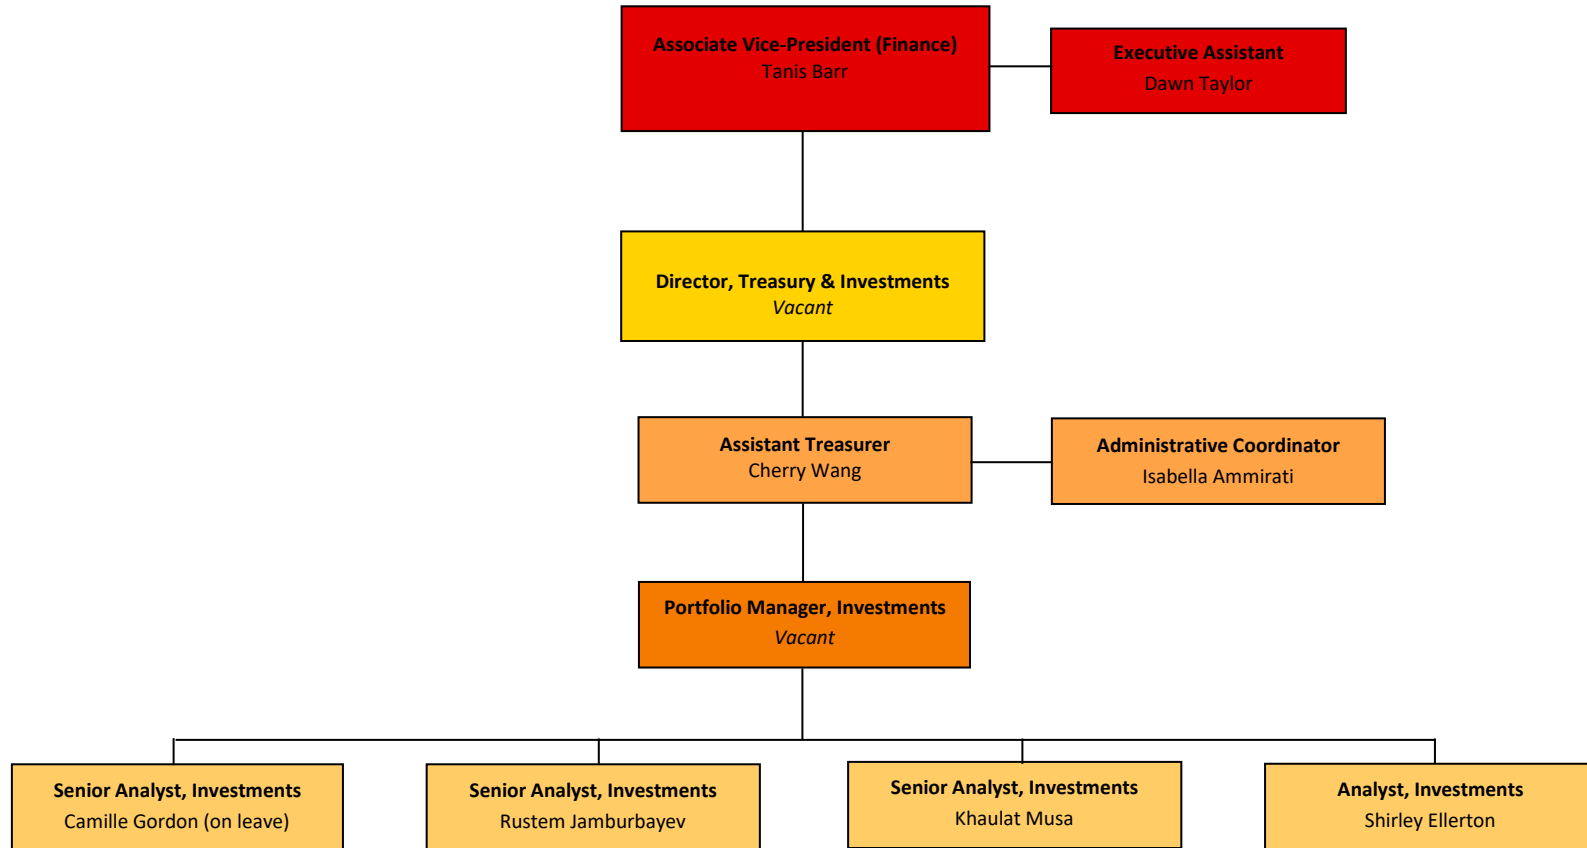 Associate Vice-President (Finance)
Tanis Barr
Executive Assistant
Dawn Taylor
Director, Treasury & Investments
Vacant
Assistant Treasurer
Cherry Wang
Administrative Coordinator
Isabella Ammirati
Portfolio Manager, Investments
Vacant
Senior Analyst, Investments
Camille Gordon (on leave)
Senior Analyst, Investments
Rustem Jamburbayev
Senior Analyst, Investments
Khaulat Musa
Analyst, Investments
Shirley Ellerton